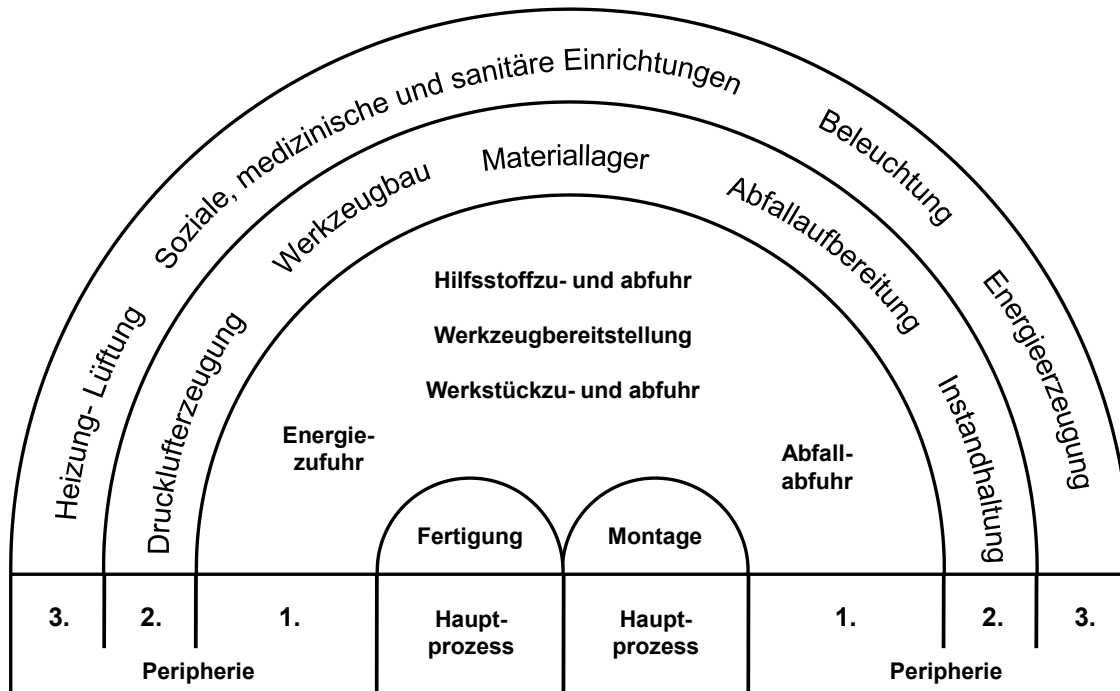 Soziale, medizinische und sanitäre Einrichtungen
Beleuchtung
Heizung- Lüftung
Energieerzeugung
Materiallager
Werkzeugbau
Abfallaufbereitung
Drucklufterzeugung
Instandhaltung
Hilfsstoffzu- und abfuhr
Werkzeugbereitstellung
Werkstückzu- und abfuhr
Energie-
zufuhr
Abfall-
abfuhr
Fertigung
Montage
3.
2.
1.
Haupt-
prozess
Haupt-
prozess
1.
2.
3.
Peripherie
Peripherie